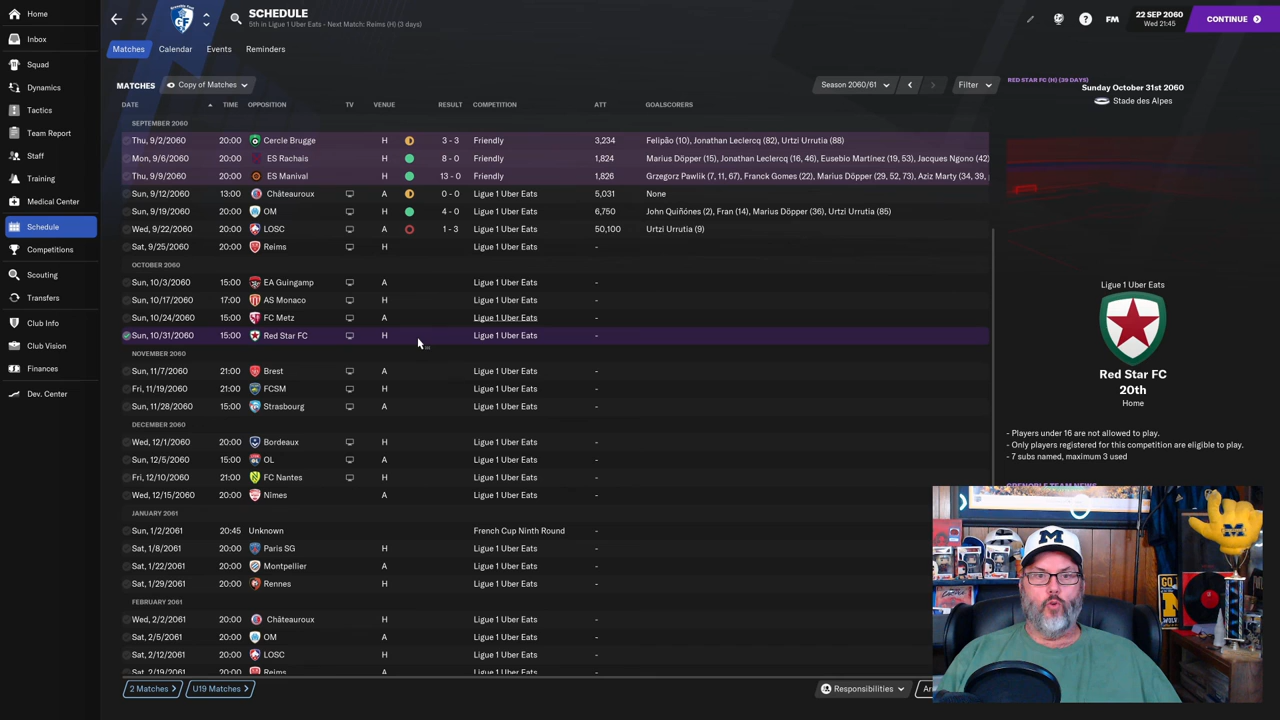 Home
Inbox
Squad
Dynamics
Tactics
Team Report
Staff
Training
Medical Center
Schedule
Competitions
Scouting
Transfers
Club Info
Club Vision
Finances
Dev. Center
SCHEDULE
5th in Ligue 1 Uber Eats - Next Match: Reims (H) (3 days)
FM
22 SEP 2060
Wed 21:45
CONTINUE
Matches Calendar Events Reminders
MATCHES Copy of Matches Season 2060/61 Filter
DATE TIME OPPOSITION TV VENUE RESULT COMPETITION ATT GOALSCORERS
SEPTEMBER 2060
Thu, 9/2/2060 20:00 Cercle Brugge H 3 - 3 Friendly 3,234 Felipão (10), Jonathan Leclercq (82), Urtzi Urrutia (88)
Mon, 9/6/2060 20:00 ES Rachais H 8 - 0 Friendly 1,824 Marius Döpper (15), Jonathan Leclercq (16, 46), Eusebio Martínez (19, 53), Jacques Ngono (42)
Thu, 9/9/2060 20:00 ES Manival H 13 - 0 Friendly 1,826 Grzegorz Pawlik (7, 11, 67), Franck Gomes (22), Marius Döpper (29, 52, 73), Aziz Marty (34, 39,
Sun, 9/12/2060 13:00 Châteauroux A 0 - 0 Ligue 1 Uber Eats 5,031 None
Sun, 9/19/2060 20:00 OM H 4 - 0 Ligue 1 Uber Eats 6,750 John Quiñónes (2), Fran (14), Marius Döpper (36), Urtzi Urrutia (85)
Wed, 9/22/2060 20:00 LOSC A 1 - 3 Ligue 1 Uber Eats 50,100 Urtzi Urrutia (9)
Sat, 9/25/2060 20:00 Reims H Ligue 1 Uber Eats -
OCTOBER 2060
Sun, 10/3/2060 15:00 EA Guingamp A Ligue 1 Uber Eats -
Sun, 10/17/2060 17:00 AS Monaco H Ligue 1 Uber Eats -
Sun, 10/24/2060 15:00 FC Metz A Ligue 1 Uber Eats -
Sun, 10/31/2060 15:00 Red Star FC H Ligue 1 Uber Eats -
NOVEMBER 2060
Sun, 11/7/2060 21:00 Brest A Ligue 1 Uber Eats -
Fri, 11/19/2060 21:00 FCSM H Ligue 1 Uber Eats -
Sun, 11/28/2060 15:00 Strasbourg A Ligue 1 Uber Eats -
DECEMBER 2060
Wed, 12/1/2060 20:00 Bordeaux H Ligue 1 Uber Eats -
Sun, 12/5/2060 15:00 OL A Ligue 1 Uber Eats -
Fri, 12/10/2060 21:00 FC Nantes H Ligue 1 Uber Eats -
Wed, 12/15/2060 20:00 Nîmes A Ligue 1 Uber Eats -
JANUARY 2061
Sun, 1/2/2061 20:45 Unknown French Cup Ninth Round -
Sat, 1/8/2061 20:00 Paris SG H Ligue 1 Uber Eats -
Sat, 1/22/2061 20:00 Montpellier A Ligue 1 Uber Eats -
Sat, 1/29/2061 20:00 Rennes H Ligue 1 Uber Eats -
FEBRUARY 2061
Wed, 2/2/2061 20:00 Châteauroux H Ligue 1 Uber Eats -
Sat, 2/5/2061 20:00 OM A Ligue 1 Uber Eats -
Sat, 2/12/2061 20:00 LOSC H Ligue 1 Uber Eats -
Sat, 2/19/2061 20:00 Reims A Ligue 1 Uber Eats -
2 Matches U19 Matches Responsibilities
RED STAR FC (H) (39 DAYS)
Sunday October 31st 2060
Stade des Alpes
Ligue 1 Uber Eats
Red Star FC
20th
Home
- Players under 16 are not allowed to play.
- Only players registered for this competition are eligible to play.
- 7 subs named, maximum 3 used
GRENOBLE TEAM NEWS
M
GO